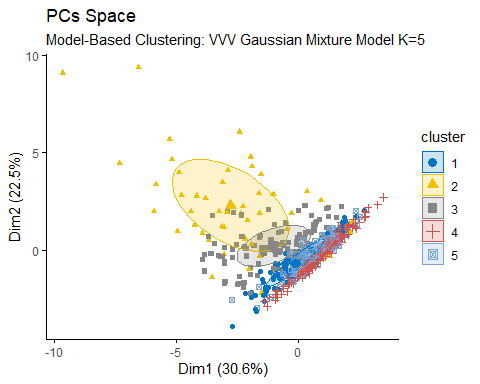 PCs Space
Model-Based Clustering: VVV Gaussian Mixture Model K=5
10
5
0
Dim2 (22.5%)
-10
-5
0
Dim1 (30.6%)
cluster
1
2
3
4
5